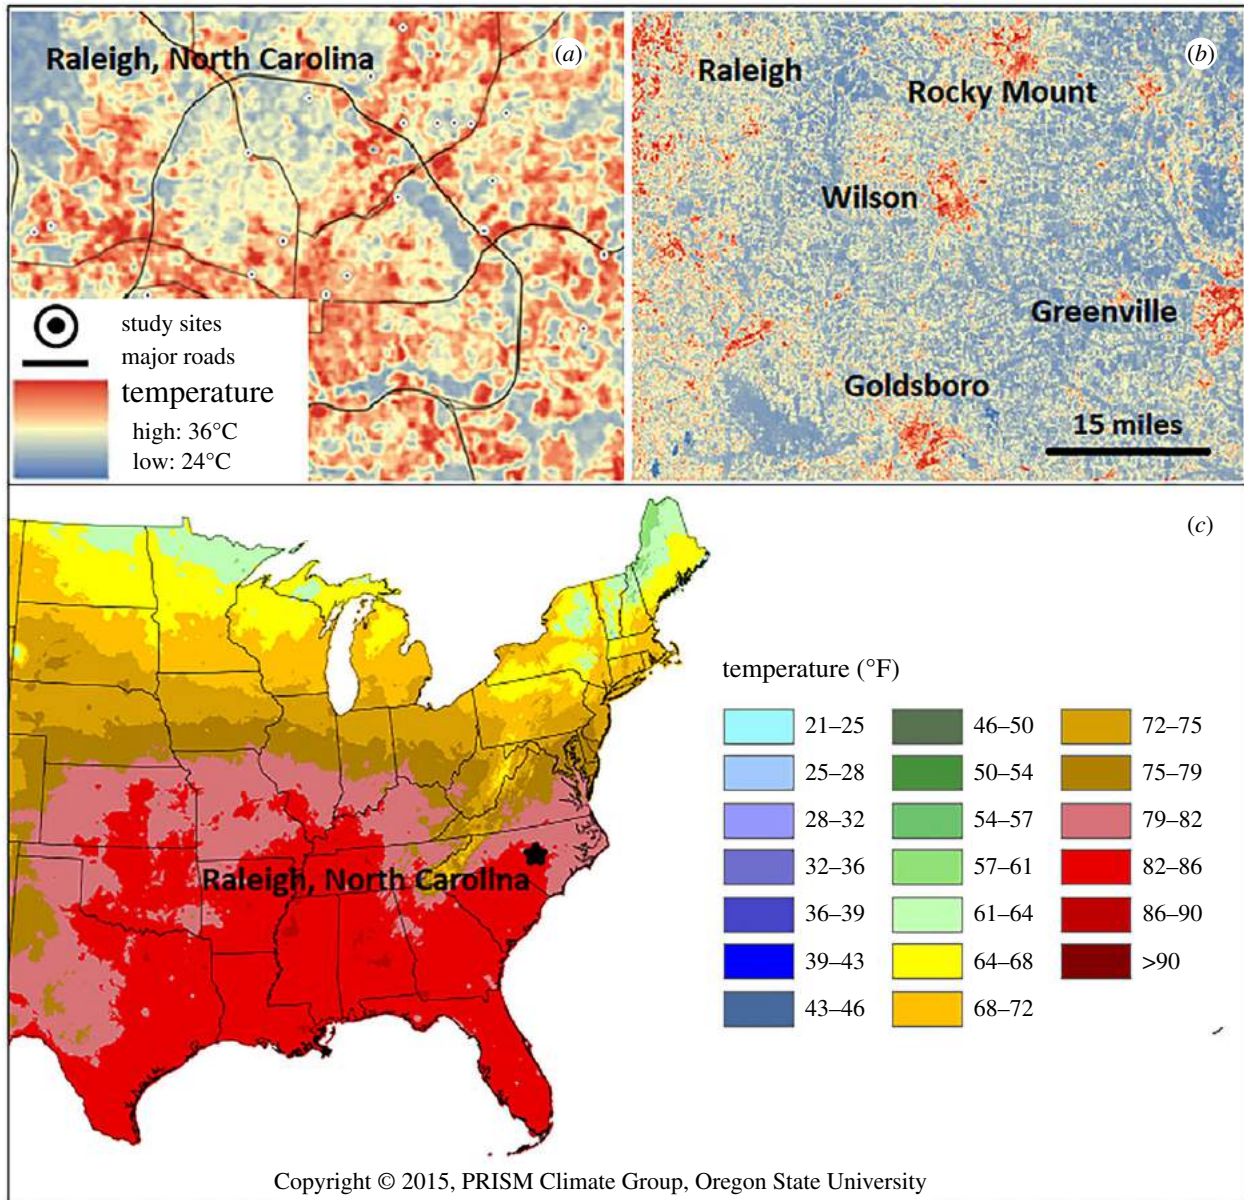 Raleigh, North Carolina
(a)
study sites
major roads
temperature
high: 36°C
low: 24°C
(b)
Raleigh
Rocky Mount
Wilson
Greenville
Goldsboro
15 miles
(c)
Raleigh, North Carolina
temperature (°F)
21–25
25–28
28–32
32–36
36–39
39–43
43–46
46–50
50–54
54–57
57–61
61–64
64–68
68–72
72–75
75–79
79–82
82–86
86–90
>90
Copyright © 2015, PRISM Climate Group, Oregon State University